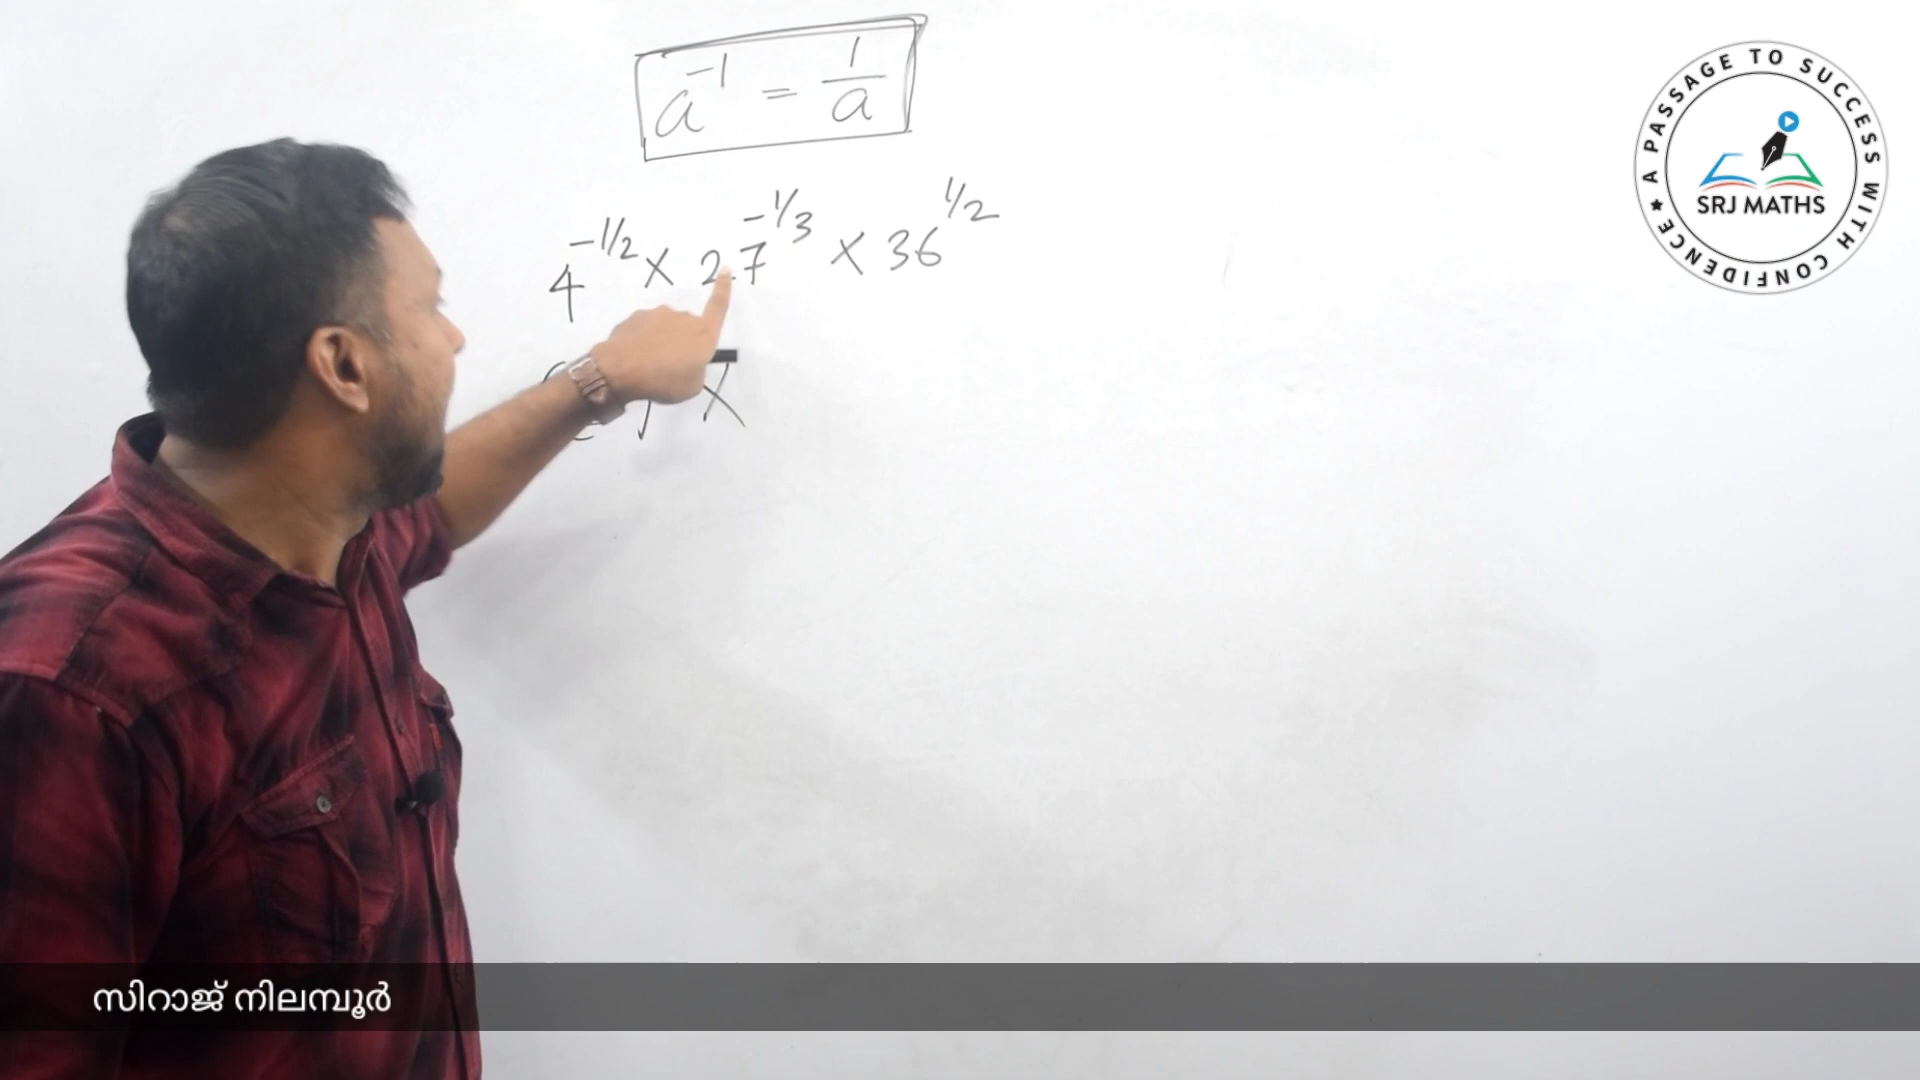 a⁻¹ = 1/a
4^-1/2 × 27^-1/3 × 36^1/2
×
A PASSAGE TO SUCCESS WITH CONFIDENCE ★
SRJ MATHS
സിറാജ് നിലമ്പൂർ